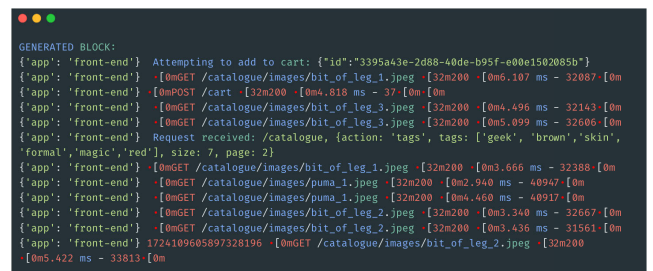 GENERATED BLOCK:
{'app': 'front-end'}  Attempting to add to cart: {"id":"3395a43e-2d88-40de-b95f-e00e1502085b"}
{'app': 'front-end'}  ·[0mGET /catalogue/images/bit_of_leg_1.jpeg ·[32m200 ·[0m6.107 ms - 32087·[0m
{'app': 'front-end'} ·[0mPOST /cart ·[32m200 ·[0m4.818 ms - 37·[0m·[0m
{'app': 'front-end'}  ·[0mGET /catalogue/images/bit_of_leg_3.jpeg ·[32m200 ·[0m4.496 ms - 32143·[0m
{'app': 'front-end'}  ·[0mGET /catalogue/images/bit_of_leg_3.jpeg ·[32m200 ·[0m5.099 ms - 32606·[0m
{'app': 'front-end'}  Request received: /catalogue, {action: 'tags', tags: ['geek', 'brown','skin',
'formal','magic','red'], size: 7, page: 2}
{'app': 'front-end'} ·[0mGET /catalogue/images/bit_of_leg_1.jpeg ·[32m200 ·[0m3.666 ms - 32388·[0m
{'app': 'front-end'}  ·[0mGET /catalogue/images/puma_1.jpeg ·[32m200 ·[0m2.940 ms - 40947·[0m
{'app': 'front-end'}  ·[0mGET /catalogue/images/puma_1.jpeg ·[32m200 ·[0m4.460 ms - 40917·[0m
{'app': 'front-end'}  ·[0mGET /catalogue/images/bit_of_leg_2.jpeg ·[32m200 ·[0m3.340 ms - 32667·[0m
{'app': 'front-end'}  ·[0mGET /catalogue/images/bit_of_leg_2.jpeg ·[32m200 ·[0m3.436 ms - 31561·[0m
{'app': 'front-end'} 1724109605897328196 ·[0mGET /catalogue/images/bit_of_leg_2.jpeg ·[32m200
·[0m5.422 ms - 33813·[0m